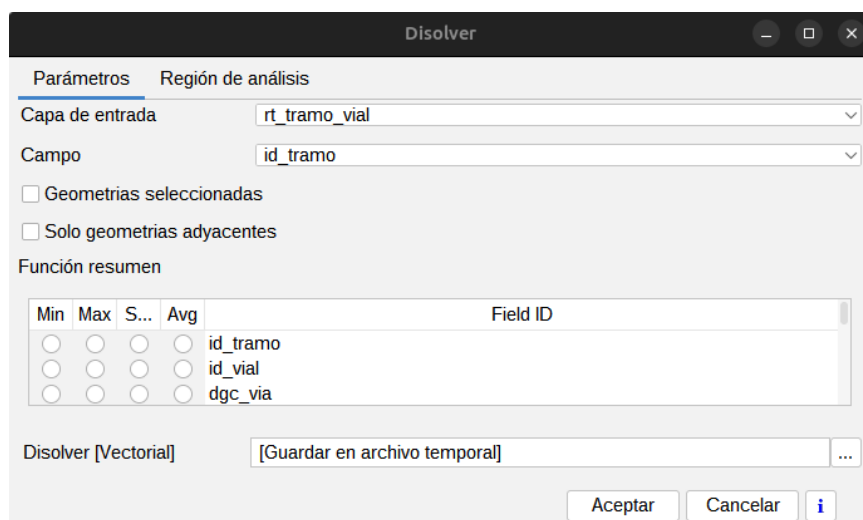 Disolver
Parámetros Región de análisis
Capa de entrada rt_tramo_vial
Campo id_tramo
Geometrias seleccionadas
Solo geometrias adyacentes
Función resumen
Min Max S... Avg Field ID
id_tramo
id_vial
dgc_via
Disolver [Vectorial] [Guardar en archivo temporal] ...
Aceptar Cancelar i